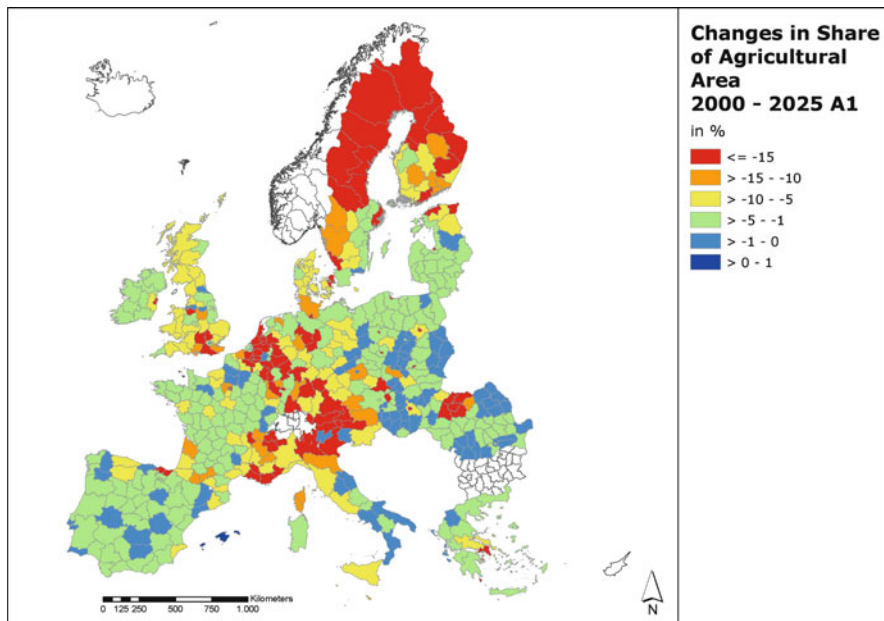 Changes in Share
of Agricultural
Area
2000 - 2025 A1
in %
<= -15
> -15 - -10
> -10 - -5
> -5 - -1
> -1 - 0
> 0 - 1
Kilometers
0 125 250 500 750 1.000
N